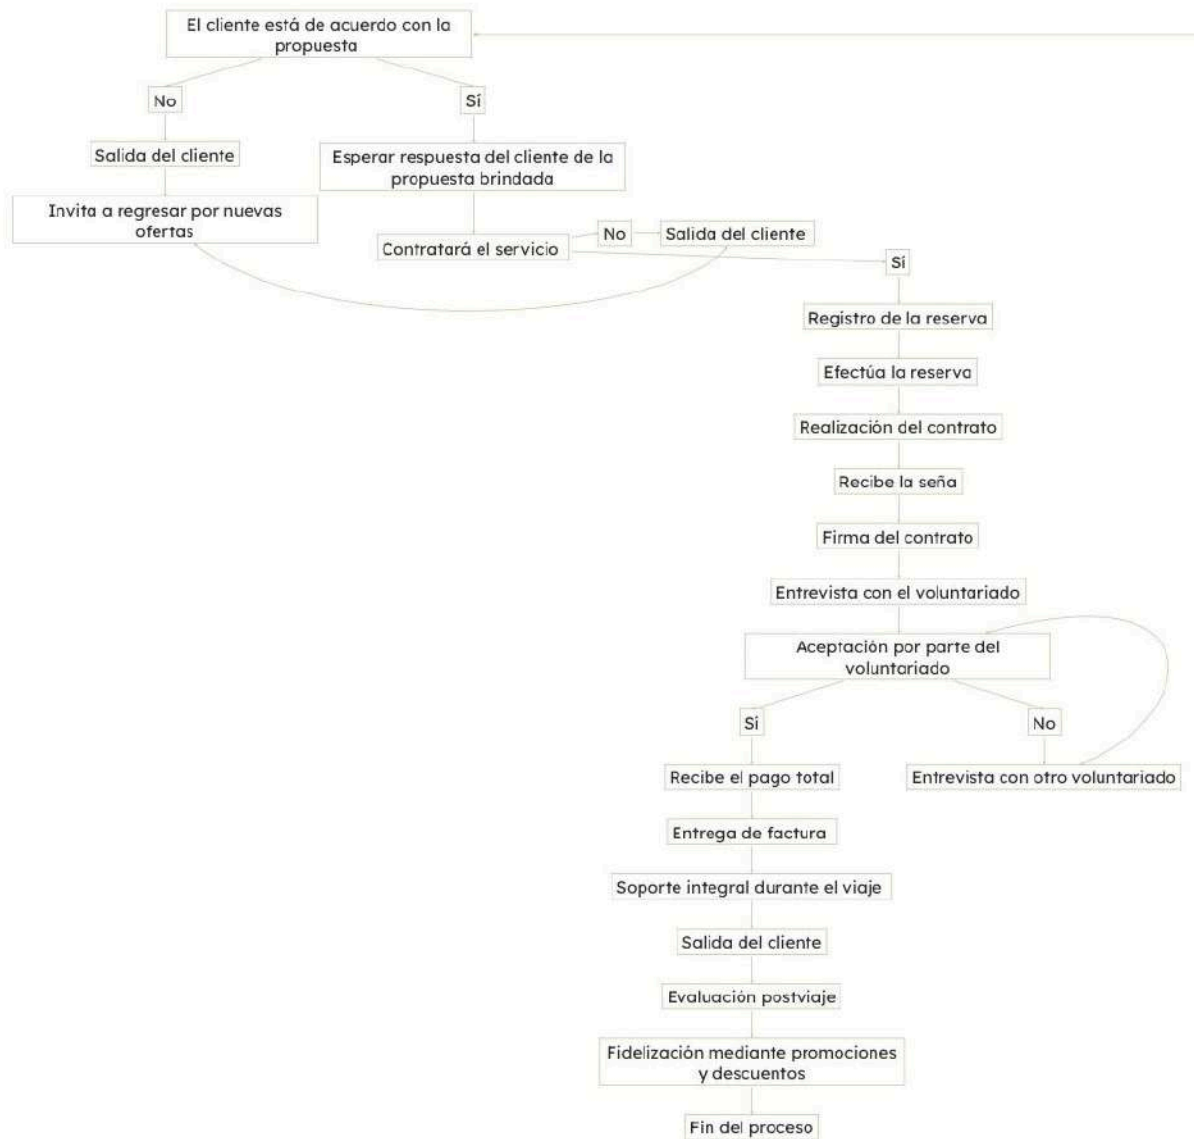 El cliente está de acuerdo con la
propuesta
No
Sí
Salida del cliente
Esperar respuesta del cliente de la
propuesta brindada
Invita a regresar por nuevas
ofertas
Contratará el servicio
No
Salida del cliente
Sí
Registro de la reserva
Efectúa la reserva
Realización del contrato
Recibe la seña
Firma del contrato
Entrevista con el voluntariado
Aceptación por parte del
voluntariado
Sí
No
Recibe el pago total
Entrevista con otro voluntariado
Entrega de factura
Soporte integral durante el viaje
Salida del cliente
Evaluación postviaje
Fidelización mediante promociones
y descuentos
Fin del proceso